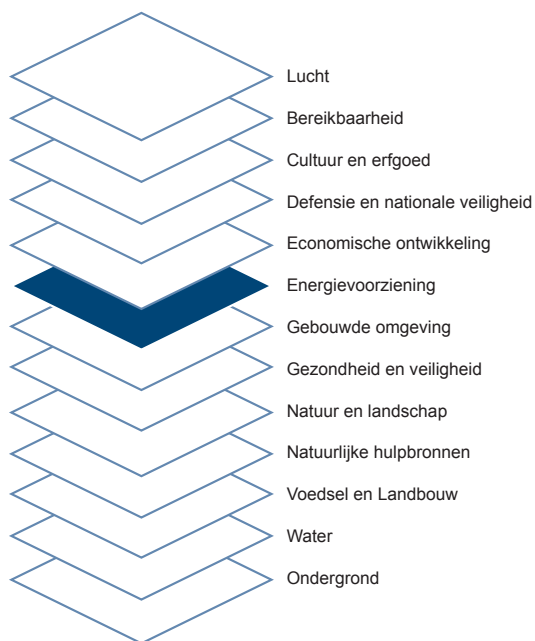 Lucht
Bereikbaarheid
Cultuur en erfgoed
Defensie en nationale veiligheid
Economische ontwikkeling
Energievoorziening
Gebouwde omgeving
Gezondheid en veiligheid
Natuur en landschap
Natuurlijke hulpbronnen
Voedsel en Landbouw
Water
Ondergrond